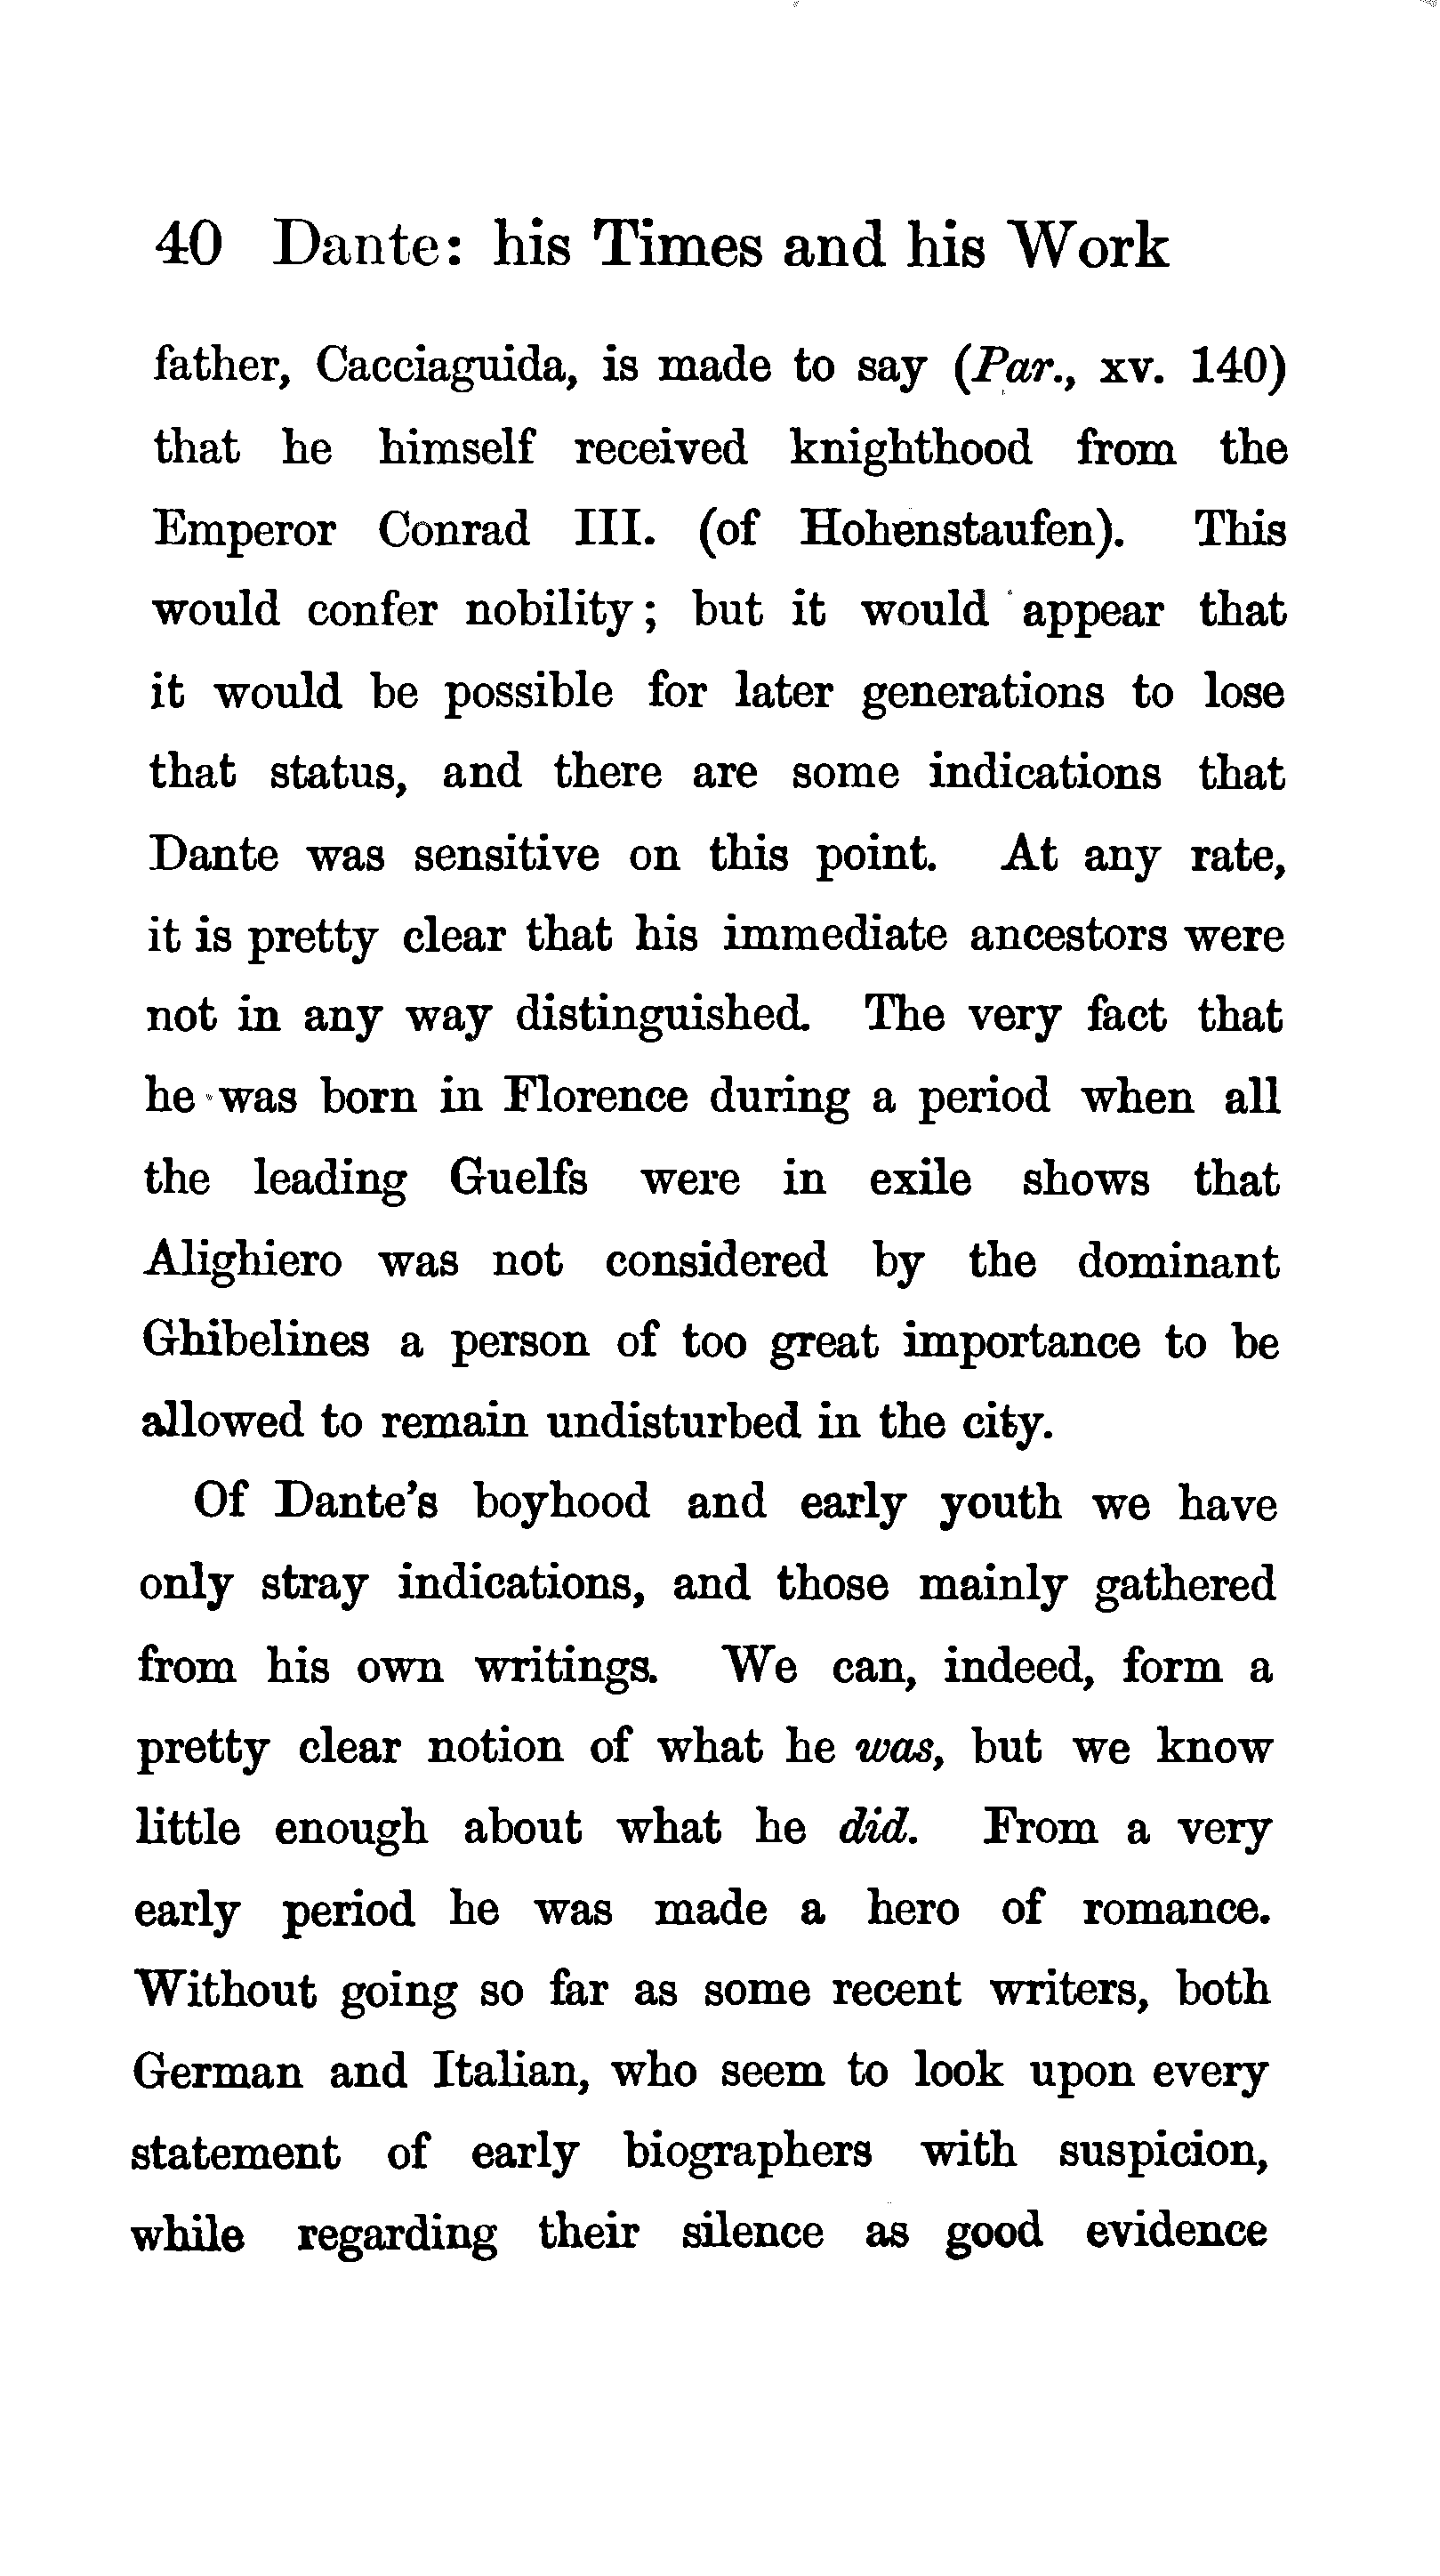 40 Dante: his Times and his Work
father, Cacciaguida, is made to say (Par., xv. 140)
that he himself received knighthood from the
Emperor Conrad III. (of Hohenstaufen). This
would confer nobility; but it would appear that
it would be possible for later generations to lose
that status, and there are some indications that
Dante was sensitive on this point. At any rate,
it is pretty clear that his immediate ancestors were
not in any way distinguished. The very fact that
he was born in Florence during a period when all
the leading Guelfs were in exile shows that
Alighiero was not considered by the dominant
Ghibelines a person of too great importance to be
allowed to remain undisturbed in the city.
Of Dante's boyhood and early youth we have
only stray indications, and those mainly gathered
from his own writings. We can, indeed, form a
pretty clear notion of what he was, but we know
little enough about what he did. From a very
early period he was made a hero of romance.
Without going so far as some recent writers, both
German and Italian, who seem to look upon every
statement of early biographers with suspicion,
while regarding their silence as good evidence